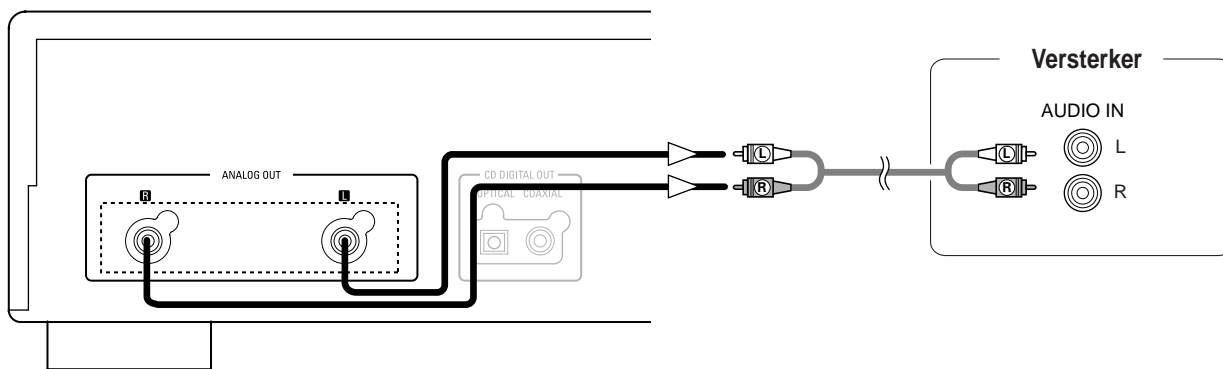 Versterker
AUDIO IN
L
R
ANALOG OUT
R
L
CD DIGITAL OUT
OPTICAL COAXIAL
L
R
L
R